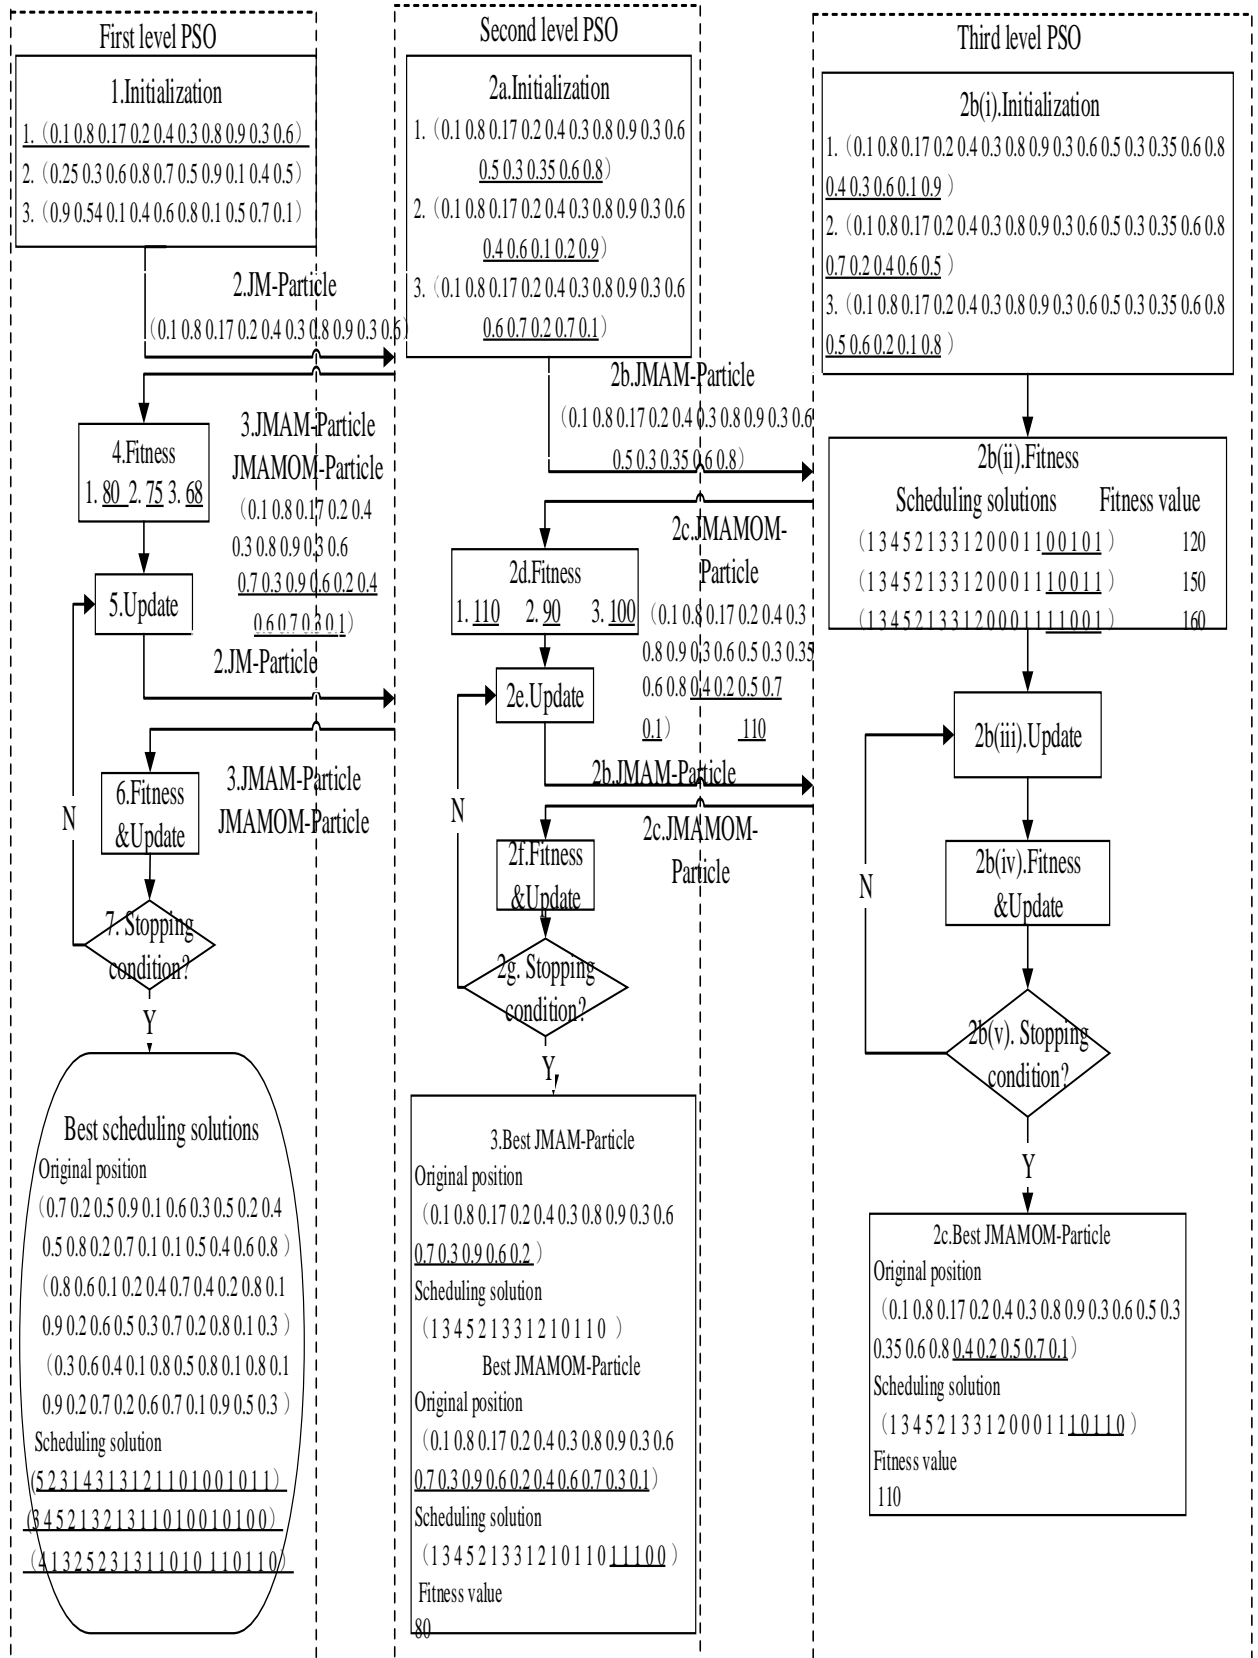 First level PSO
1.Initialization
1.（0.1 0.8 0.17 0.2 0.4 0.3 0.8 0.9 0.3 0.6）
2.（0.25 0.3 0.6 0.8 0.7 0.5 0.9 0.1 0.4 0.5）
3.（0.9 0.54 0.1 0.4 0.6 0.8 0.1 0.5 0.7 0.1）
2.JM-Particle
（0.1 0.8 0.17 0.2 0.4 0.3 0.8 0.9 0.3 0.6）
4.Fitness
1. 80 2. 75 3. 68
3.JMAM-Particle
JMAMOM-Particle
（0.1 0.8 0.17 0.2 0.4
0.3 0.8 0.9 0.3 0.6
0.7 0.3 0.9 0.6 0.2 0.4
0.6 0.7 0.3 0.1）
5.Update
2.JM-Particle
6.Fitness
&Update
3.JMAM-Particle
JMAMOM-Particle
N
7. Stopping
condition?
Y
Best scheduling solutions
Original position
（0.7 0.2 0.5 0.9 0.1 0.6 0.3 0.5 0.2 0.4
0.5 0.8 0.2 0.7 0.1 0.1 0.5 0.4 0.6 0.8）
（0.8 0.6 0.1 0.2 0.4 0.7 0.4 0.2 0.8 0.1
0.9 0.2 0.6 0.5 0.3 0.7 0.2 0.8 0.1 0.3）
（0.3 0.6 0.4 0.1 0.8 0.5 0.8 0.1 0.8 0.1
0.9 0.2 0.7 0.2 0.6 0.7 0.1 0.9 0.5 0.3）
Scheduling solution
(5 2 3 1 4 3 1 3 1 2 1 1 0 1 0 0 1 0 1 1）
(3 4 5 2 1 3 2 1 3 1 1 0 1 0 0 1 0 1 0 0）
（4 1 3 2 5 2 3 1 3 1 1 0 1 0 1 1 0 1 1 0）
Second level PSO
2a.Initialization
1.（0.1 0.8 0.17 0.2 0.4 0.3 0.8 0.9 0.3 0.6
0.5 0.3 0.35 0.6 0.8）
2.（0.1 0.8 0.17 0.2 0.4 0.3 0.8 0.9 0.3 0.6
0.4 0.6 0.1 0.2 0.9）
3.（0.1 0.8 0.17 0.2 0.4 0.3 0.8 0.9 0.3 0.6
0.6 0.7 0.2 0.7 0.1）
2b.JMAM-Particle
（0.1 0.8 0.17 0.2 0.4 0.3 0.8 0.9 0.3 0.6
0.5 0.3 0.35 0.6 0.8）
2d.Fitness
1. 110 2. 90 3. 100
2c.JMAMOM-
Particle
（0.1 0.8 0.17 0.2 0.4 0.3
0.8 0.9 0.3 0.6 0.5 0.3 0.35
0.6 0.8 0.4 0.2 0.5 0.7
0.1） 110
2e.Update
2b.JMAM-Particle
2f.Fitness
&Update
2c.JMAMOM-
Particle
N
2g. Stopping
condition?
Y
3.Best JMAM-Particle
Original position
（0.1 0.8 0.17 0.2 0.4 0.3 0.8 0.9 0.3 0.6
0.7 0.3 0.9 0.6 0.2）
Scheduling solution
（1 3 4 5 2 1 3 3 1 2 1 0 1 1 0 ）
Best JMAMOM-Particle
Original position
（0.1 0.8 0.17 0.2 0.4 0.3 0.8 0.9 0.3 0.6
0.7 0.3 0.9 0.6 0.2 0.4 0.6 0.7 0.3 0.1）
Scheduling solution
（1 3 4 5 2 1 3 3 1 2 1 0 1 1 0 1 1 1 0 0 ）
Fitness value
80
Third level PSO
2b(i).Initialization
1.（0.1 0.8 0.17 0.2 0.4 0.3 0.8 0.9 0.3 0.6 0.5 0.3 0.35 0.6 0.8
0.4 0.3 0.6 0.1 0.9 ）
2.（0.1 0.8 0.17 0.2 0.4 0.3 0.8 0.9 0.3 0.6 0.5 0.3 0.35 0.6 0.8
0.7 0.2 0.4 0.6 0.5 ）
3.（0.1 0.8 0.17 0.2 0.4 0.3 0.8 0.9 0.3 0.6 0.5 0.3 0.35 0.6 0.8
0.5 0.6 0.2 0.1 0.8 ）
2b(ii).Fitness
Scheduling solutions Fitness value
（1 3 4 5 2 1 3 3 1 2 0 0 0 1 1 0 0 1 0 1 ） 120
（1 3 4 5 2 1 3 3 1 2 0 0 0 1 1 1 0 0 1 1 ） 150
（1 3 4 5 2 1 3 3 1 2 0 0 0 1 1 1 1 0 0 1 ） 160
2b(iii).Update
2b(iv).Fitness
&Update
N
2b(v). Stopping
condition?
Y
2c.Best JMAMOM-Particle
Original position
（0.1 0.8 0.17 0.2 0.4 0.3 0.8 0.9 0.3 0.6 0.5 0.3
0.35 0.6 0.8 0.4 0.2 0.5 0.7 0.1）
Scheduling solution
（1 3 4 5 2 1 3 3 1 2 0 0 0 1 1 1 0 1 1 0 ）
Fitness value
110